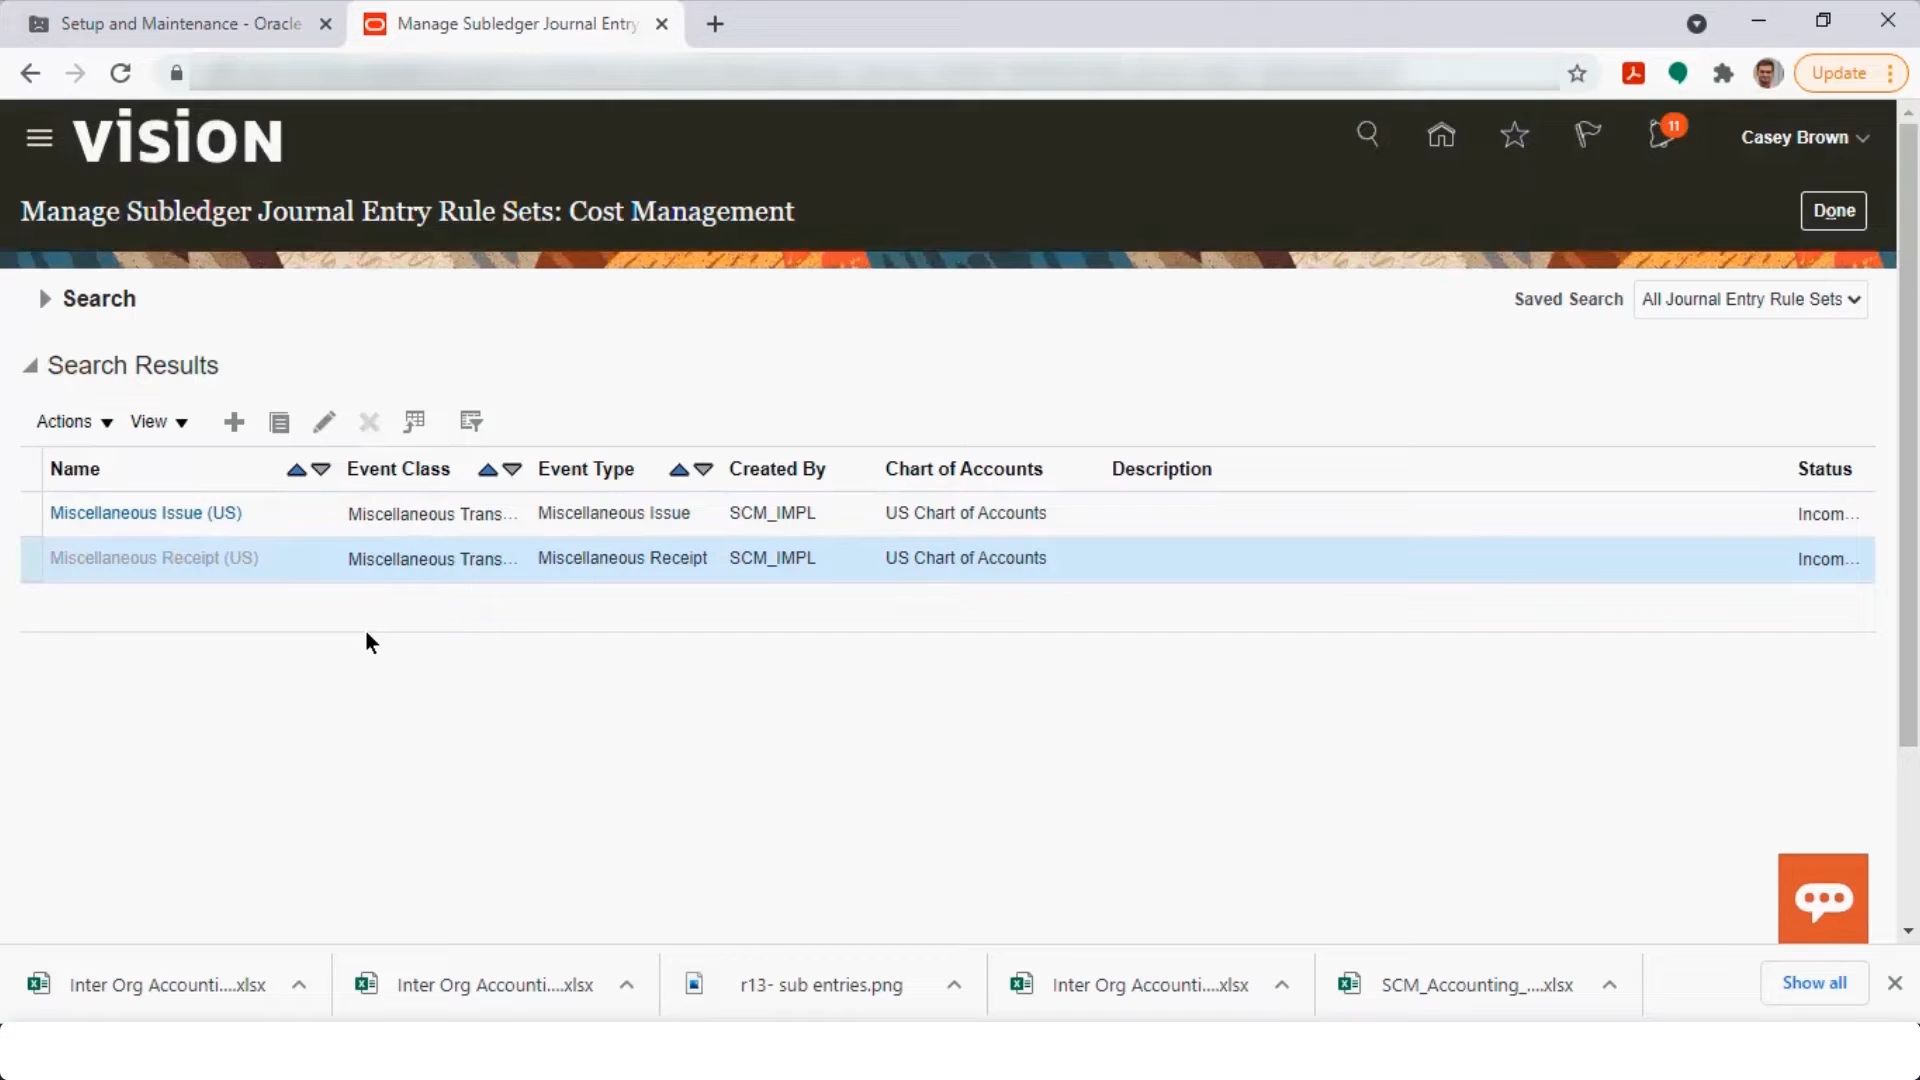 Setup and Maintenance - Oracle
Manage Subledger Journal Entry
Update
vision
11
Casey Brown
Manage Subledger Journal Entry Rule Sets: Cost Management
Done
Search
Saved Search
All Journal Entry Rule Sets
Search Results
Actions
View
Name
Event Class
Event Type
Created By
Chart of Accounts
Description
Status
Miscellaneous Issue (US)
Miscellaneous Trans...
Miscellaneous Issue
SCM_IMPL
US Chart of Accounts
Incom...
Miscellaneous Receipt (US)
Miscellaneous Trans...
Miscellaneous Receipt
SCM_IMPL
US Chart of Accounts
Incom...
Inter Org Accounti....xlsx
Inter Org Accounti....xlsx
r13- sub entries.png
Inter Org Accounti....xlsx
SCM_Accounting_....xlsx
Show all